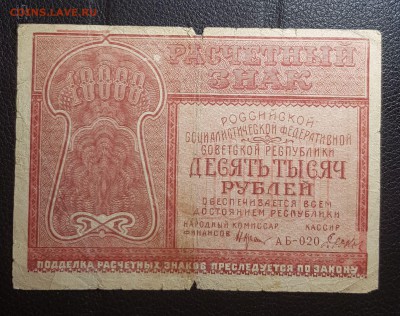 COINS.LAVE.RU
РАСЧЕТНЫЙ
ЗНАК
10000
РОССИЙСКОЙ
СОЦИАЛИСТИЧЕСКОЙ ФЕДЕРАТИВНОЙ
СОВЕТСКОЙ РЕСПУБЛИКИ
ДЕСЯТЬ ТЫСЯЧ
РУБЛЕЙ
ОБЕСПЕЧИВАЕТСЯ ВСЕМ
ДОСТОЯНИЕМ РЕСПУБЛИКИ
НАРОДНЫЙ КОМИССАР КАССИР
ФИНАНСОВ АБ-020
ПОДДЕЛКА РАСЧЕТНЫХ ЗНАКОВ ПРЕСЛЕДУЕТСЯ ПО ЗАКОНУ